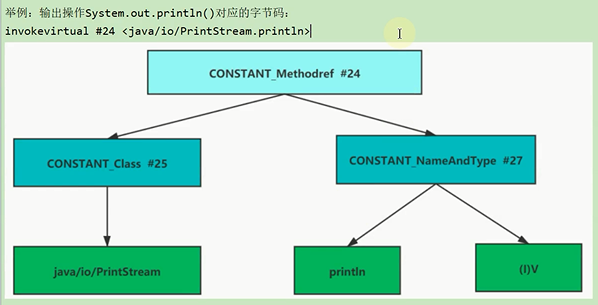 举例：输出操作System.out.println()对应的字节码：
invokevirtual #24 <java/io/PrintStream.println>
CONSTANT_Methodref #24
CONSTANT_Class #25
CONSTANT_NameAndType #27
java/io/PrintStream
println
(I)V